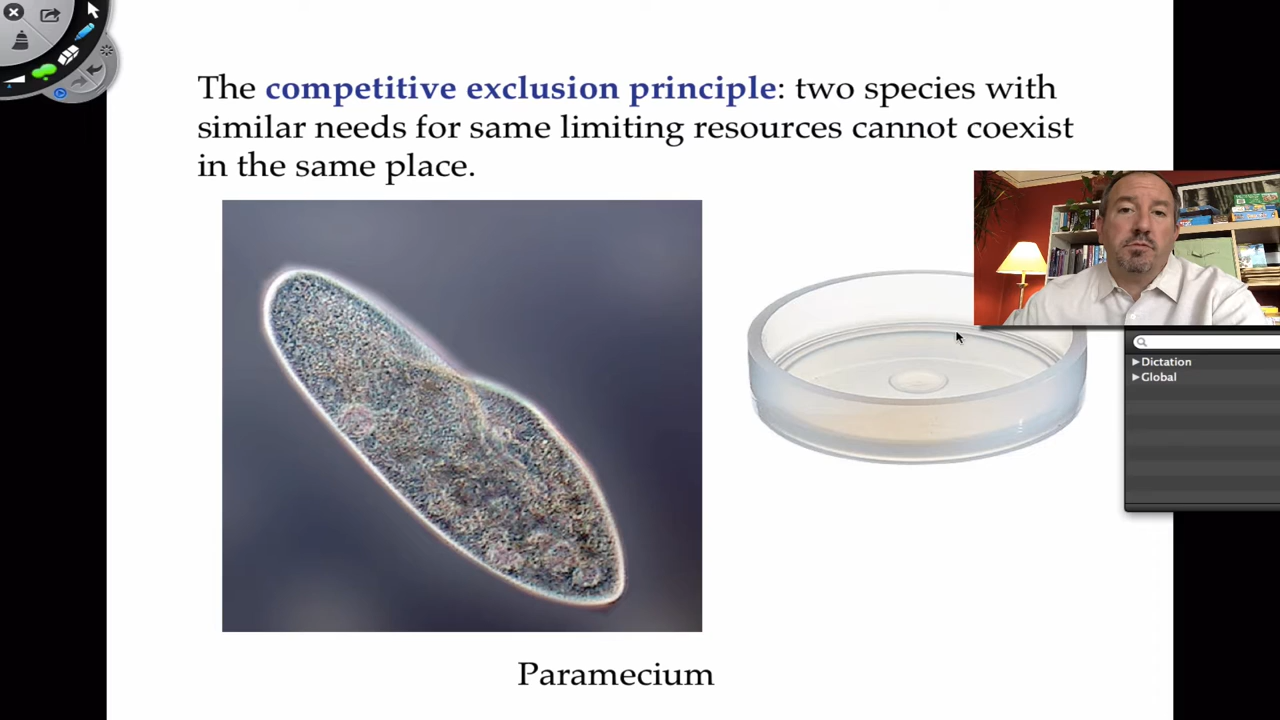 The competitive exclusion principle: two species with
similar needs for same limiting resources cannot coexist
in the same place.
Dictation
Global
Paramecium